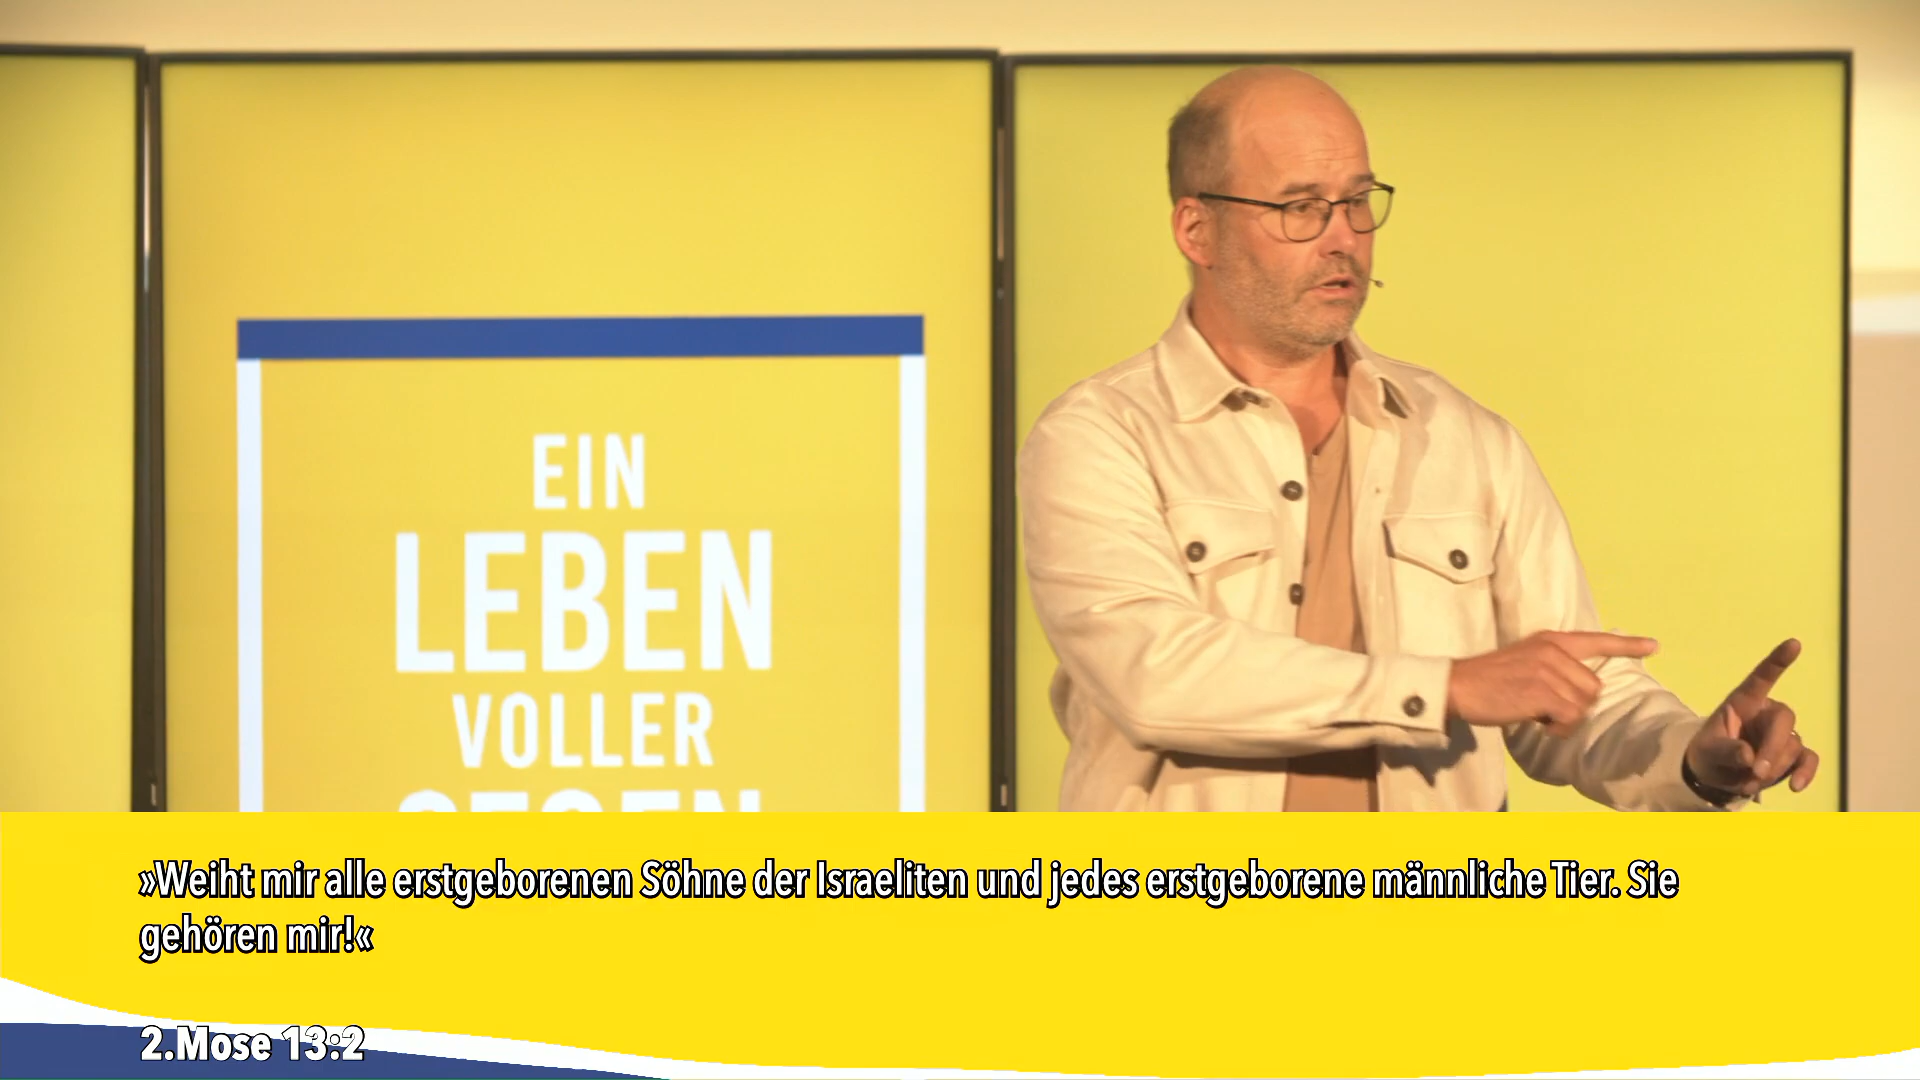 EIN
LEBEN
VOLLER
SEGEN
»Weiht mir alle erstgeborenen Söhne der Israeliten und jedes erstgeborene männliche Tier. Sie
gehören mir!«
2.Mose 13:2